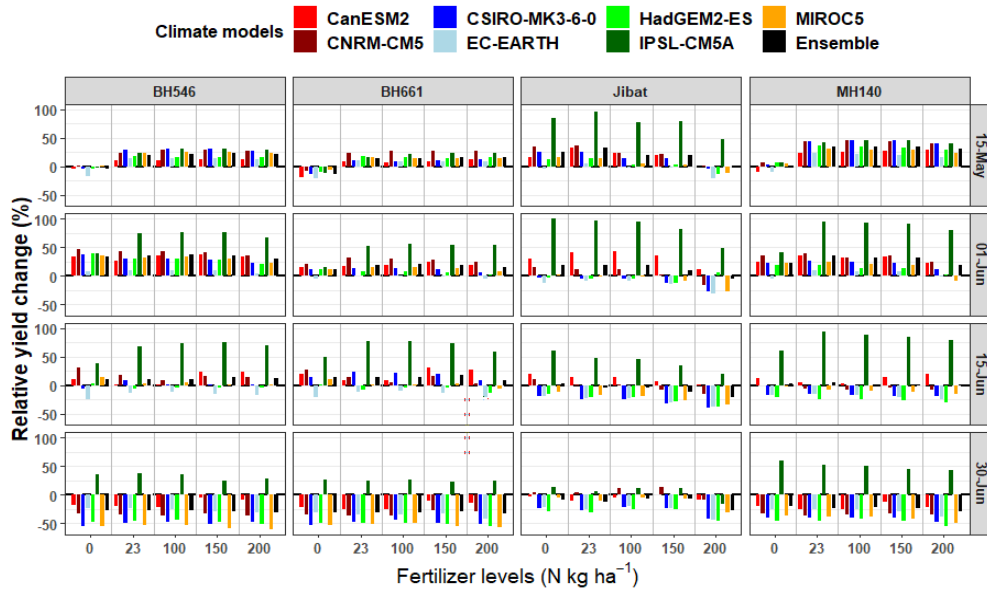 Climate models
CanESM2 CSIRO-MK3-6-0 HadGEM2-ES MIROC5
CNRM-CM5 EC-EARTH IPSL-CM5A Ensemble
BH546 BH661 Jibat MH140
Relative yield change (%)
100
50
0
-50
15-May
100
50
0
-50
01-Jun
100
50
0
-50
15-Jun
100
50
0
-50
30-Jun
0 23 100 150 200 0 23 100 150 200 0 23 100 150 200 0 23 100 150 200
Fertilizer levels (N kg ha⁻¹)